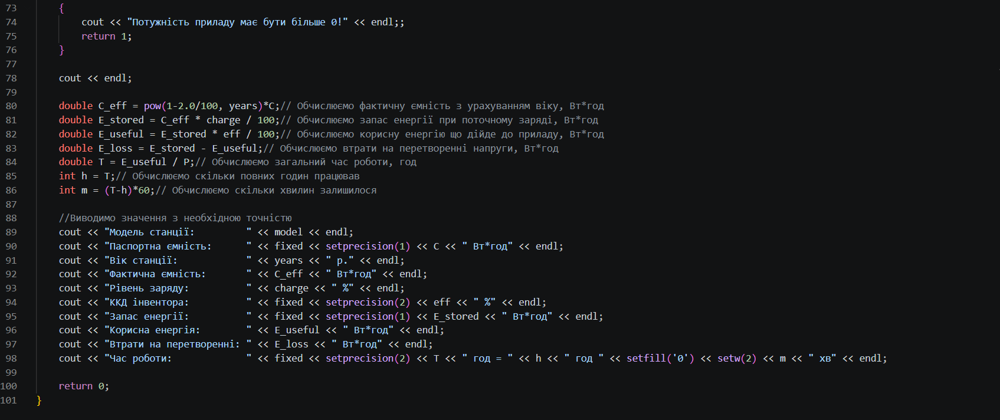 73 {
74 cout << "Потужність приладу має бути більше 0!" << endl;;
75 return 1;
76 }
77
78 cout << endl;
79
80 double C_eff = pow(1-2.0/100, years)*C;// Обчислюємо фактичну ємність з урахуванням віку, Вт*год
81 double E_stored = C_eff * charge / 100;// Обчислюємо запас енергії при поточному заряді, Вт*год
82 double E_useful = E_stored * eff / 100;// Обчислюємо корисну енергію що дійде до приладу, Вт*год
83 double E_loss = E_stored - E_useful;// Обчислюємо втрати на перетворенні напруги, Вт*год
84 double T = E_useful / P;// Обчислюємо загальний час роботи, год
85 int h = T;// Обчислюємо скільки повних годин працював
86 int m = (T-h)*60;// Обчислюємо скільки хвилин залишилося
87
88 //Виводимо значення з необхідною точністю
89 cout << "Модель станції:         " << model << endl;
90 cout << "Паспортна ємність:      " << fixed << setprecision(1) << C << " Вт*год" << endl;
91 cout << "Вік станції:            " << years << " р." << endl;
92 cout << "Фактична ємність:       " << C_eff << " Вт*год" << endl;
93 cout << "Рівень заряду:          " << charge << " %" << endl;
94 cout << "ККД інвентора:          " << fixed << setprecision(2) << eff << " %" << endl;
95 cout << "Запас енергії:          " << fixed << setprecision(1) << E_stored << " Вт*год" << endl;
96 cout << "Корисна енергія:        " << E_useful << " Вт*год" << endl;
97 cout << "Втрати на перетворенні: " << E_loss << " Вт*год" << endl;
98 cout << "Час роботи:             " << fixed << setprecision(2) << T << " год = " << h << " год " << setfill('0') << setw(2) << m << " хв" << endl;
99
100 return 0;
101 }